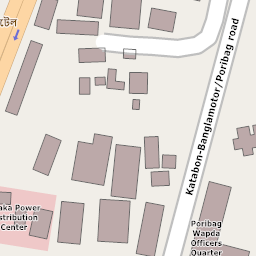 Katabon-Banglamotor/Poribag road
aka Power
istribution
Center
Poribag
Wapda
Officers
Quarter